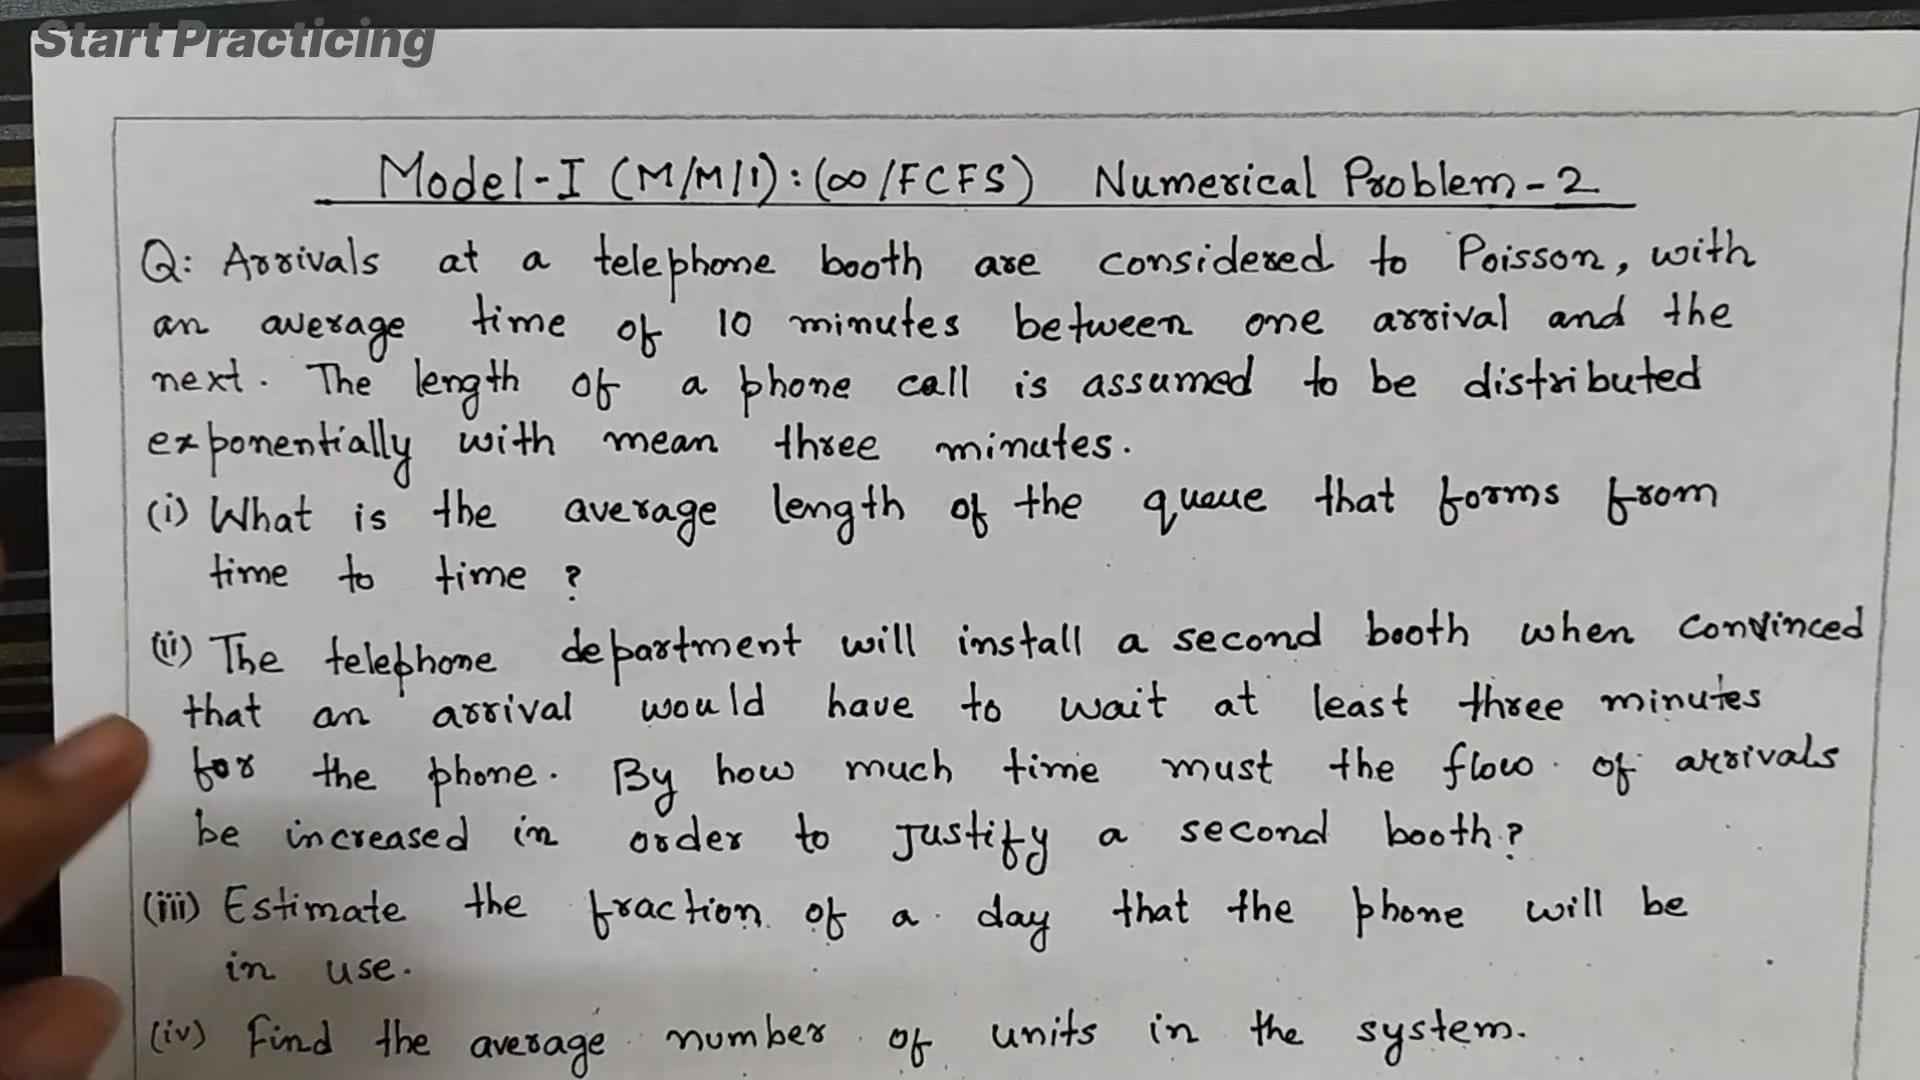 Start Practicing
Model-I (M/M/1):(∞/FCFS) Numerical Problem-2
Q: Arrivals at a telephone booth are considered to Poisson, with
an average time of 10 minutes between one arrival and the
next. The length of a phone call is assumed to be distributed
exponentially with mean three minutes.
(i) What is the average length of the queue that forms from
time to time ?
(ii) The telephone department will install a second booth when convinced
that an arrival would have to wait at least three minutes
for the phone. By how much time must the flow of arrivals
be increased in order to Justify a second booth?
(iii) Estimate the fraction of a day that the phone will be
in use.
(iv) Find the average number of units in the system.